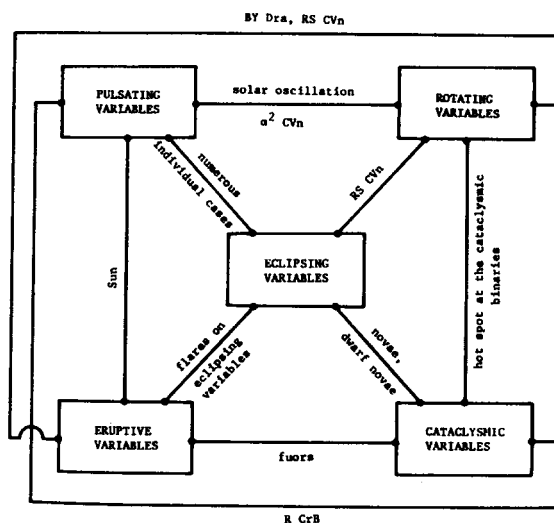 BY Dra, RS CVn
PULSATING
VARIABLES
solar oscillation
α² CVn
ROTATING
VARIABLES
numerous
individual cases
RS CVn
ECLIPSING
VARIABLES
Sun
hot spot at the cataclysmic
binaries
flares on
eclipsing
variables
novae,
dwarf novae
ERUPTIVE
VARIABLES
fuors
CATACLYSMIC
VARIABLES
R CrB